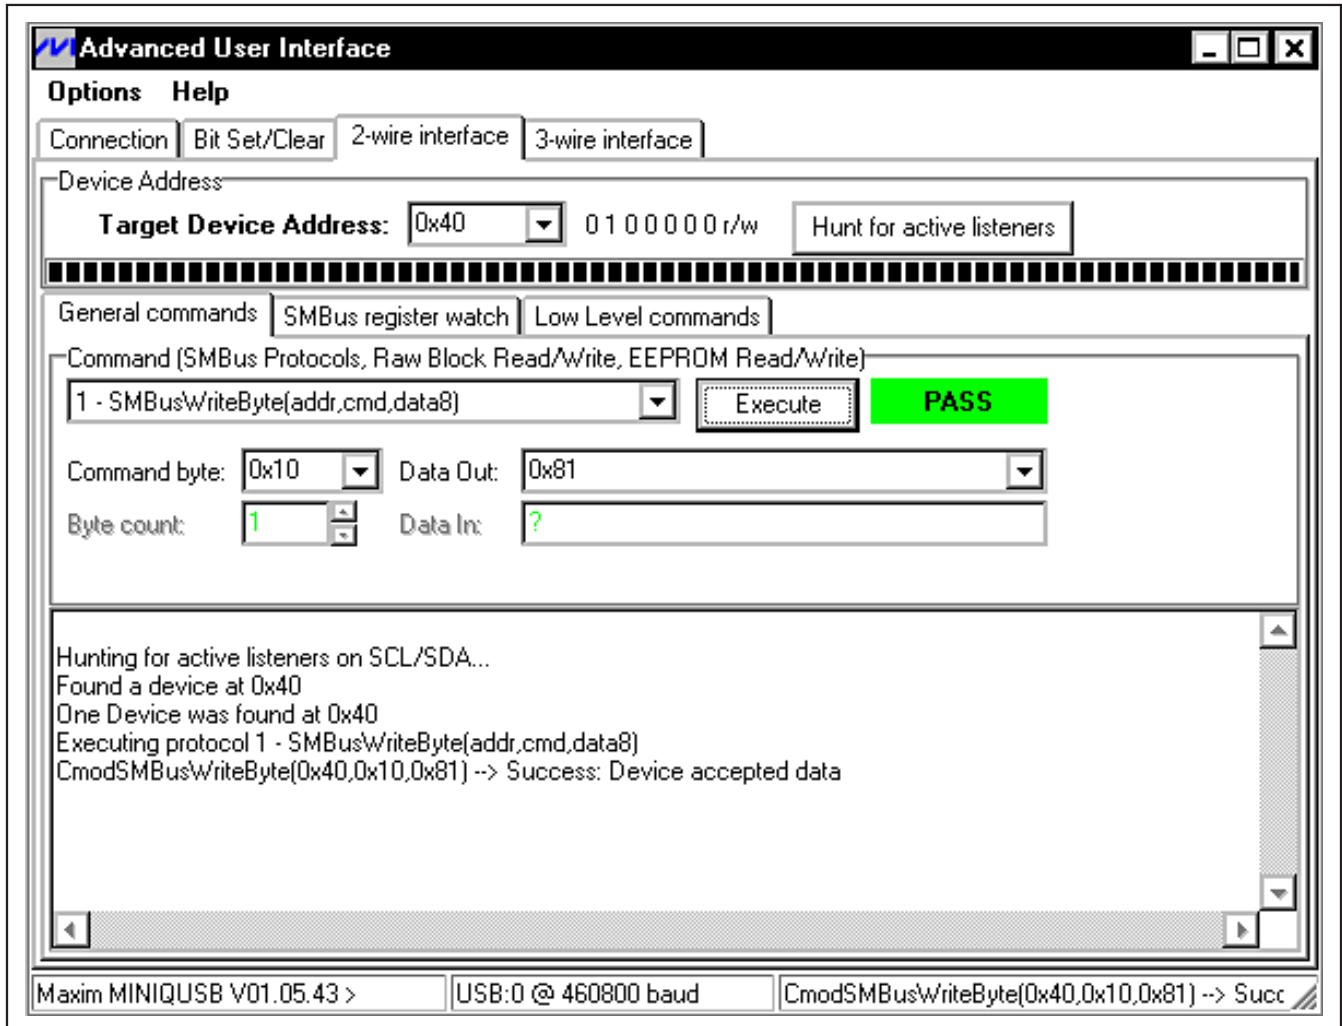 Advanced User Interface
Options Help
Connection Bit Set/Clear 2-wire interface 3-wire interface
Device Address
Target Device Address: 0x40 0 1 0 0 0 0 0 r/w Hunt for active listeners
General commands SMBus register watch Low Level commands
Command (SMBus Protocols, Raw Block Read/Write, EEPROM Read/Write)
1 - SMBusWriteByte(addr,cmd,data8) Execute PASS
Command byte: 0x10 Data Out: 0x81
Byte count: 1 Data In: ?
Hunting for active listeners on SCL/SDA...
Found a device at 0x40
One Device was found at 0x40
Executing protocol 1 - SMBusWriteByte(addr,cmd,data8)
CmodSMBusWriteByte(0x40,0x10,0x81) --> Success: Device accepted data
Maxim MINIQUSB V01.05.43 > USB:0 @ 460800 baud CmodSMBusWriteByte(0x40,0x10,0x81) --> Succ